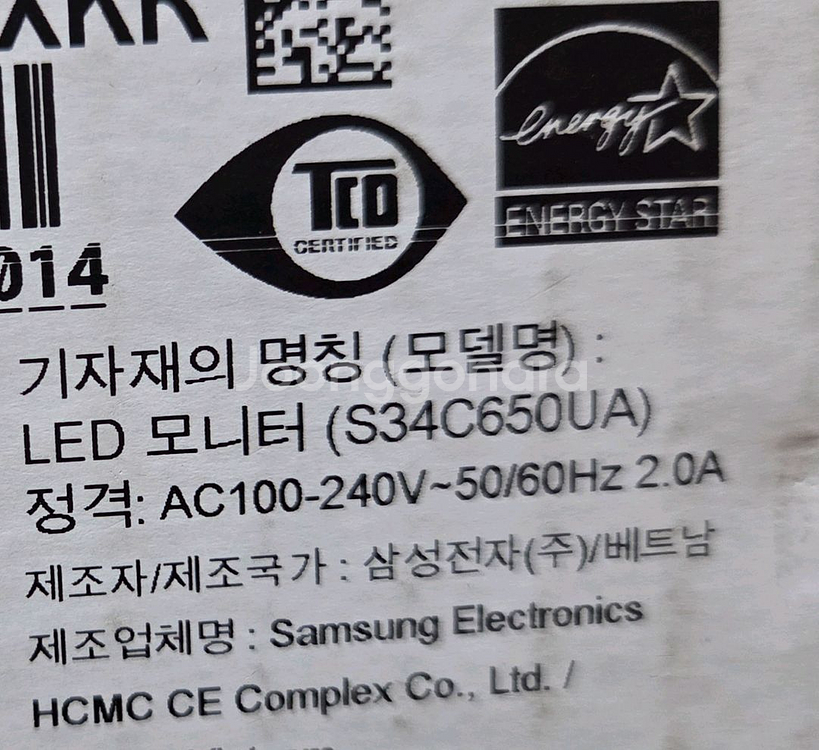 XKR
TCO
CERTIFIED
energy
ENERGY STAR
014
기자재의 명칭 (모델명) :
Joonggonara
LED 모니터 (S34C650UA)
정격: AC100-240V~50/60Hz 2.0A
제조자/제조국가 : 삼성전자(주)/베트남
제조업체명 : Samsung Electronics
HCMC CE Complex Co., Ltd. /